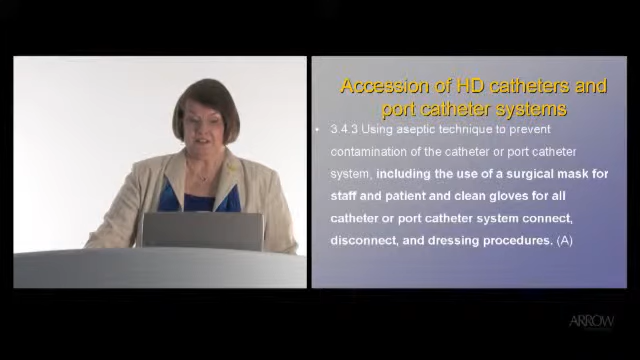 Accession of HD catheters and
port catheter systems
• 3.4.3 Using aseptic technique to prevent
contamination of the catheter or port catheter
system, including the use of a surgical mask for
staff and patient and clean gloves for all
catheter or port catheter system connect,
disconnect, and dressing procedures. (A)
ARROW